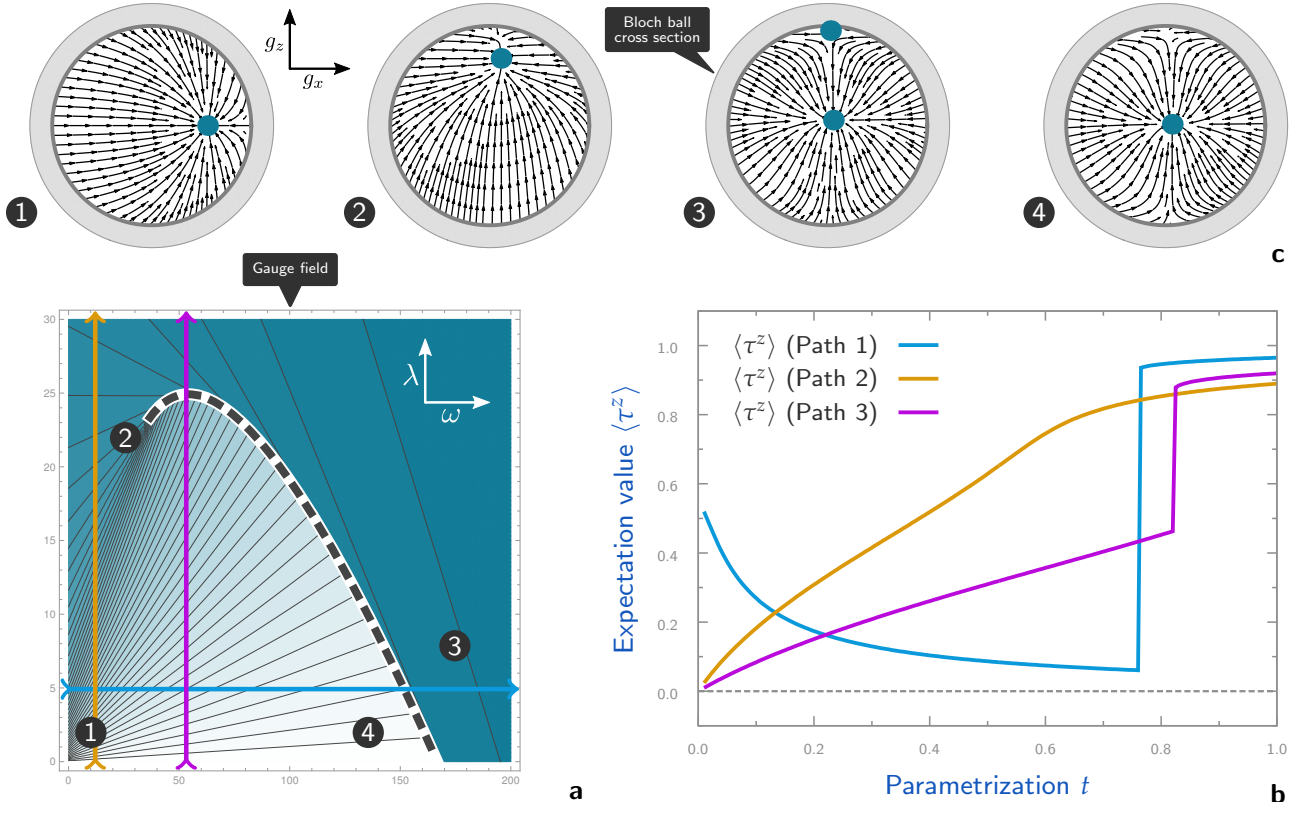 g_z
g_x
Bloch ball
cross section
1
2
3
4
c
Gauge field
30
25
20
15
10
5
0
λ
ω
2
3
1
4
0
50
100
150
200
a
⟨τ^z⟩ (Path 1)
⟨τ^z⟩ (Path 2)
⟨τ^z⟩ (Path 3)
Expectation value ⟨τ^z⟩
1.0
0.8
0.6
0.4
0.2
0.0
0.0
0.2
0.4
0.6
0.8
1.0
Parametrization t
b